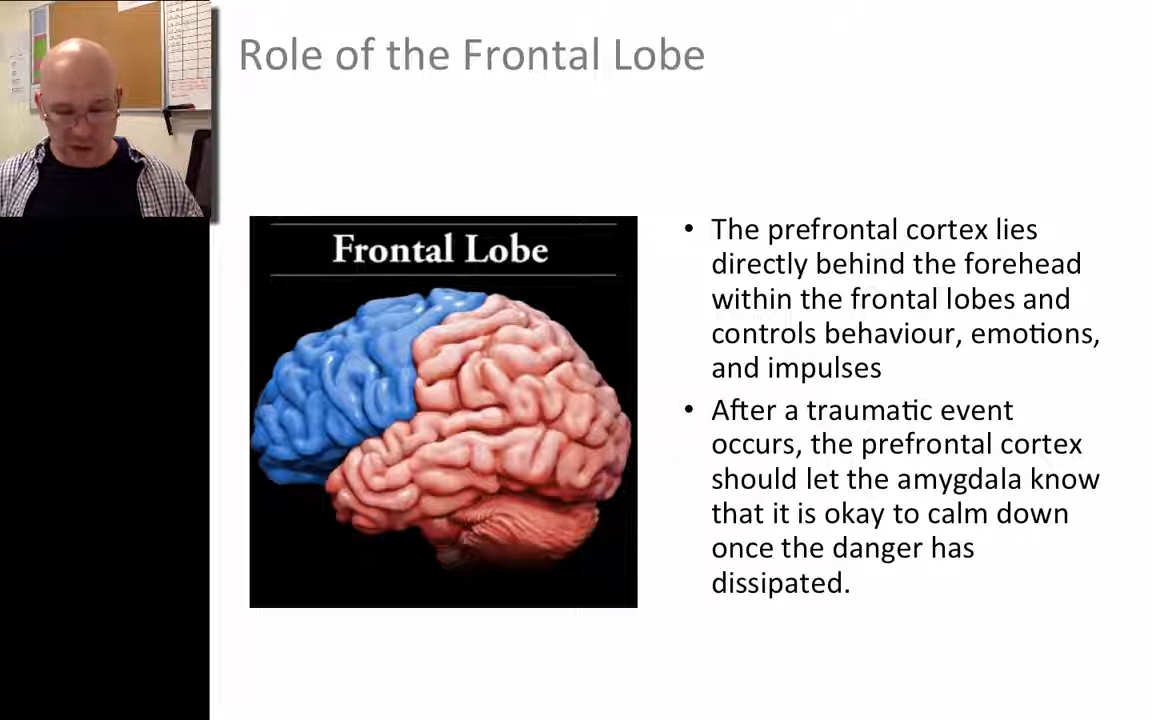 Role of the Frontal Lobe
Frontal Lobe
• The prefrontal cortex lies
directly behind the forehead
within the frontal lobes and
controls behaviour, emotions,
and impulses
• After a traumatic event
occurs, the prefrontal cortex
should let the amygdala know
that it is okay to calm down
once the danger has
dissipated.